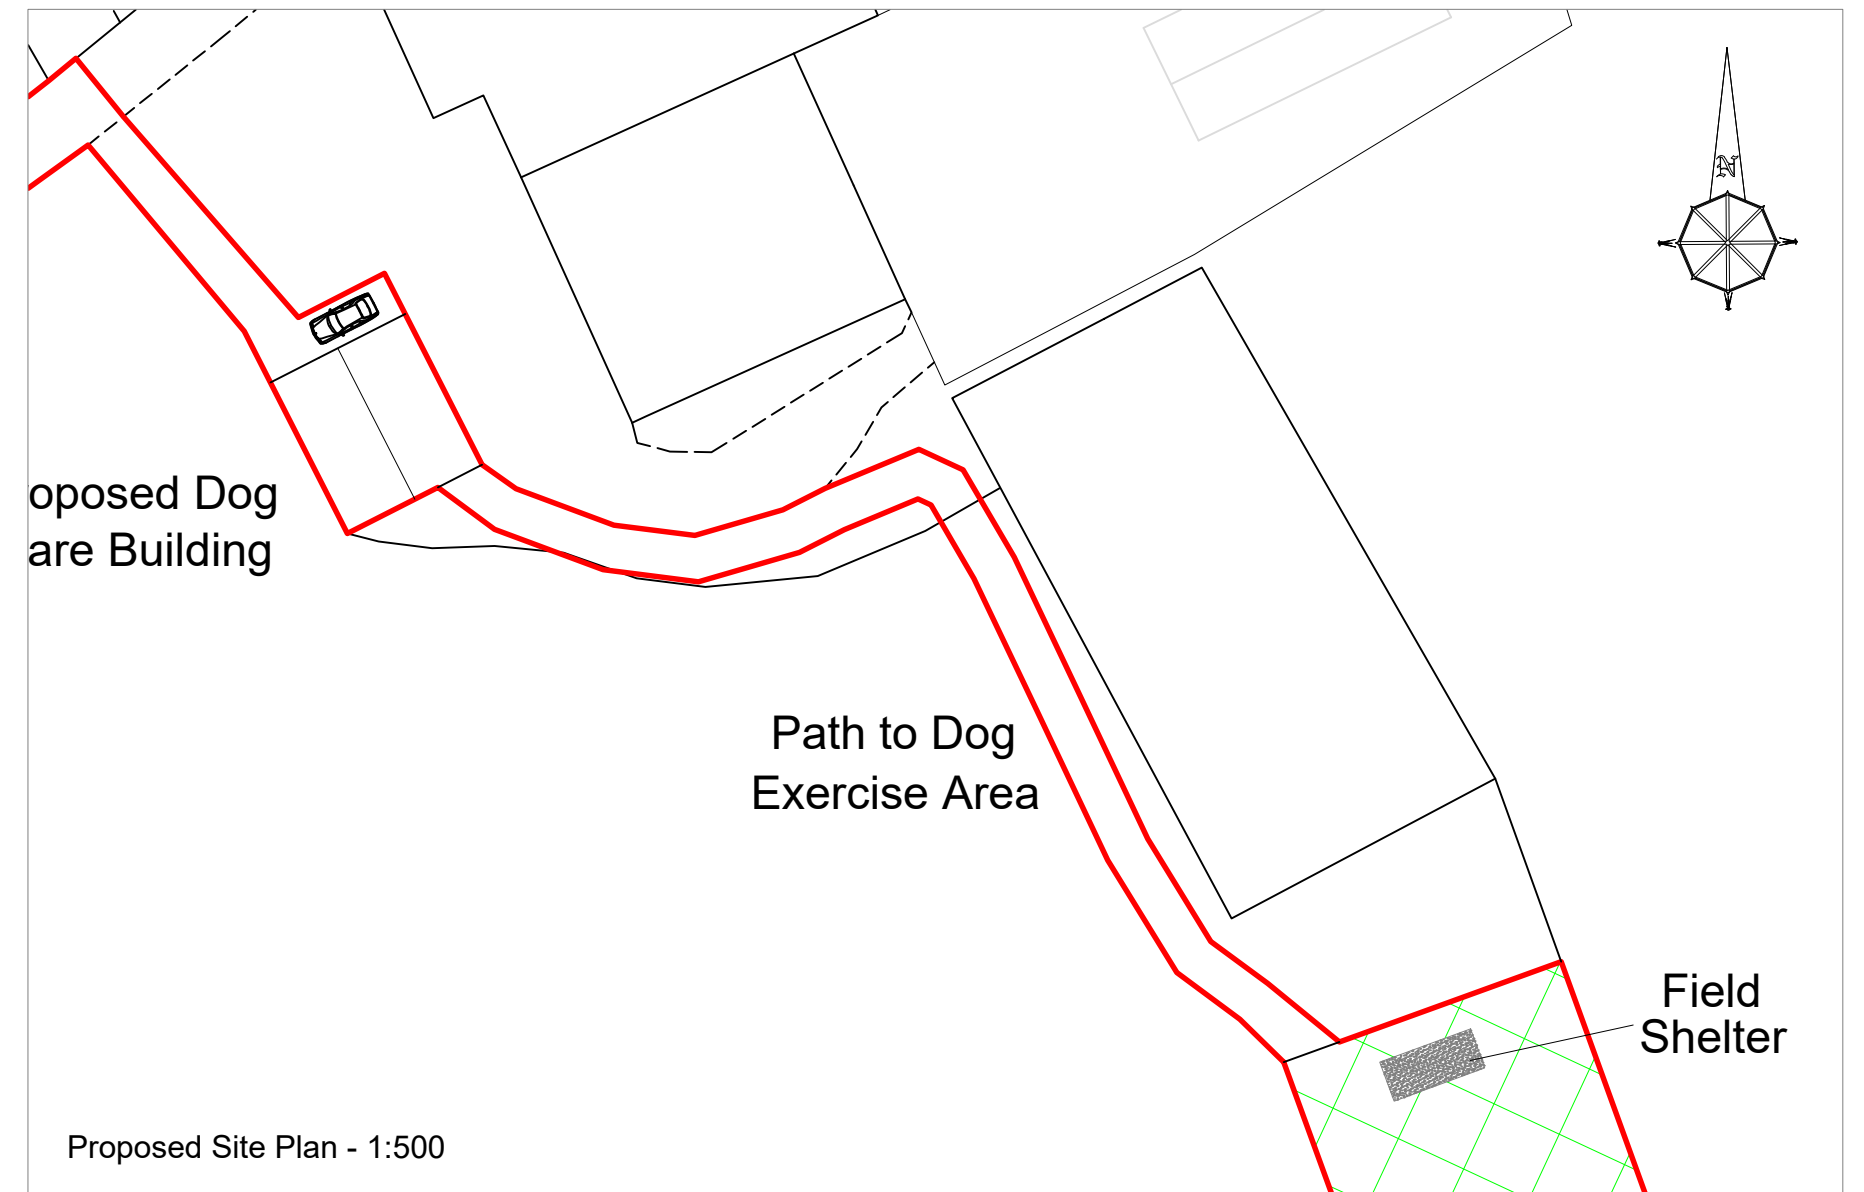 N
oposed Dog
are Building
Path to Dog
Exercise Area
Field
Shelter
Proposed Site Plan - 1:500